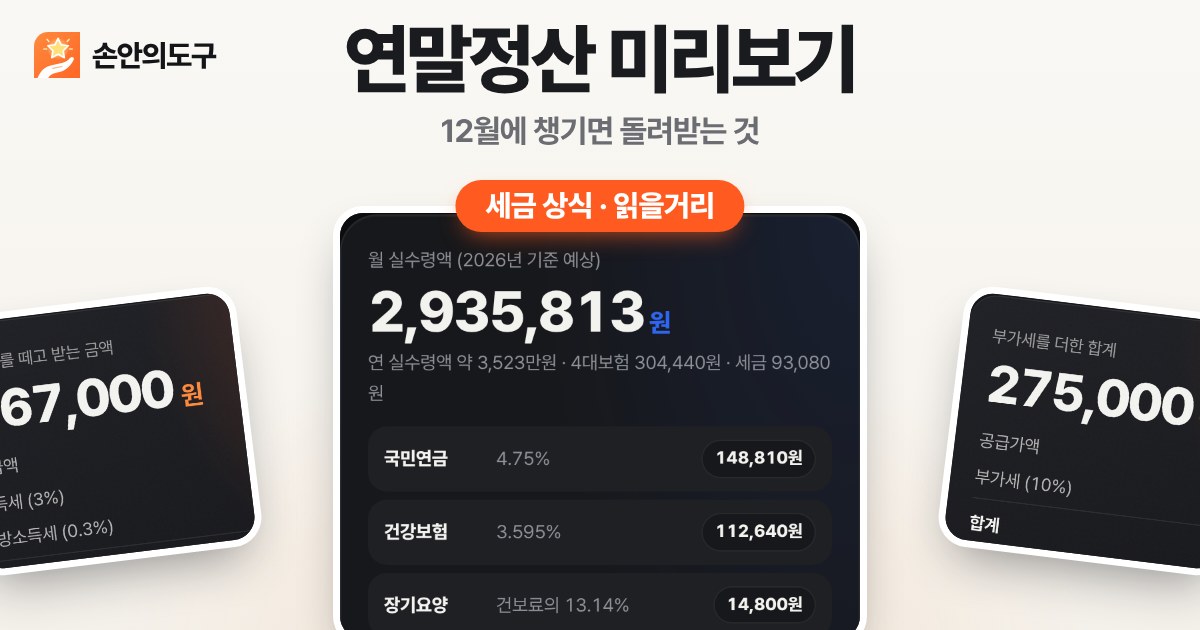 손안의도구
연말정산 미리보기
12월에 챙기면 돌려받는 것
세금 상식 · 읽을거리
를 떼고 받는 금액
67,000원
득세 (3%)
방소득세 (0.3%)
월 실수령액 (2026년 기준 예상)
2,935,813원
연 실수령액 약 3,523만원 · 4대보험 304,440원 · 세금 93,080
원
국민연금 4.75% 148,810원
건강보험 3.595% 112,640원
장기요양 건보료의 13.14% 14,800원
부가세를 더한 합계
275,000
공급가액
부가세 (10%)
합계